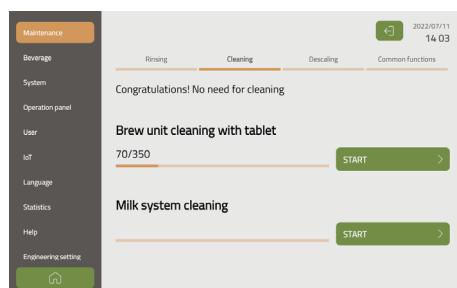 Maintenance
Beverage
System
Operation panel
User
IoT
Language
Statistics
Help
Engineering setting
2022/07/11
14 03
Rinsing Cleaning Descaling Common functions
Congratulations! No need for cleaning
Brew unit cleaning with tablet
70/350
START
Milk system cleaning
START